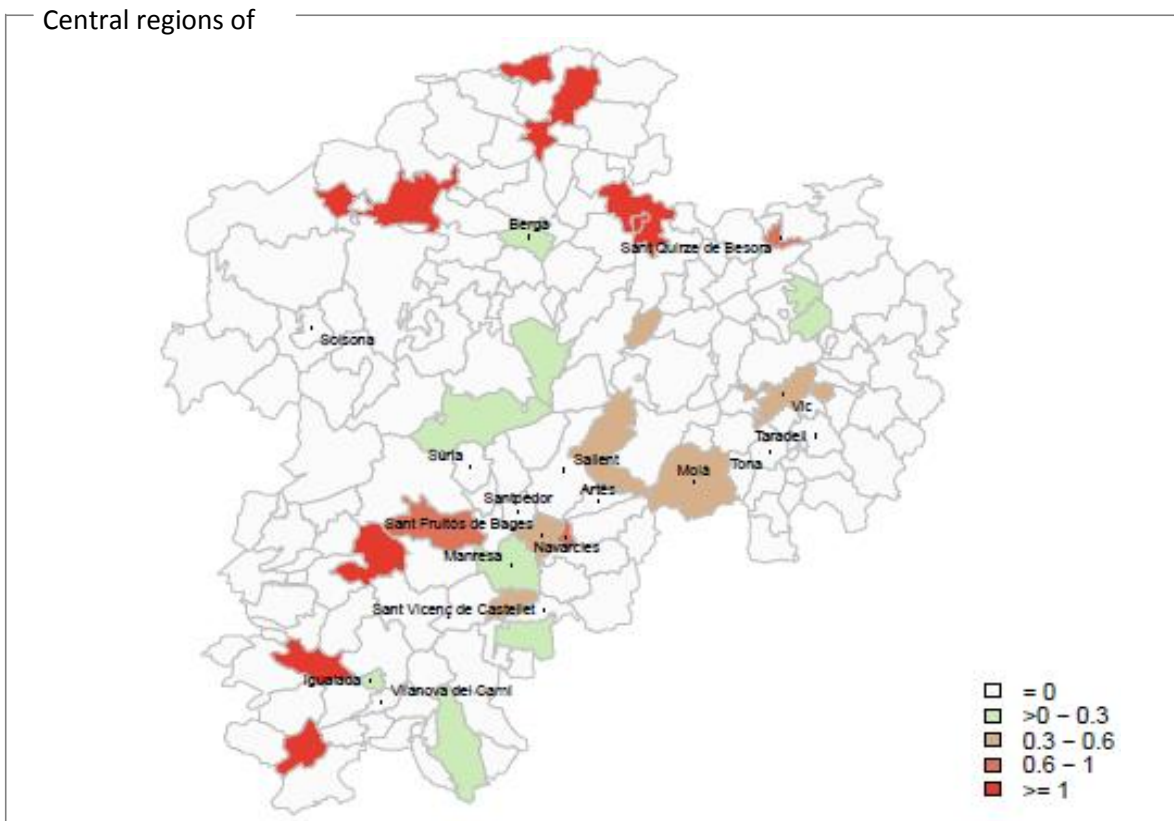 Central regions of
Berga
Sant Quirze de Besora
Solsona
Vic
Taradell
Súria
Sallent
Moià
Tona
Artés
Santpedor
Sant Fruitós de Bages
Navarcles
Manresa
Sant Vicenç de Castellet
Igualada
Vilanova del Camí
= 0
>0 – 0.3
0.3 – 0.6
0.6 – 1
>= 1